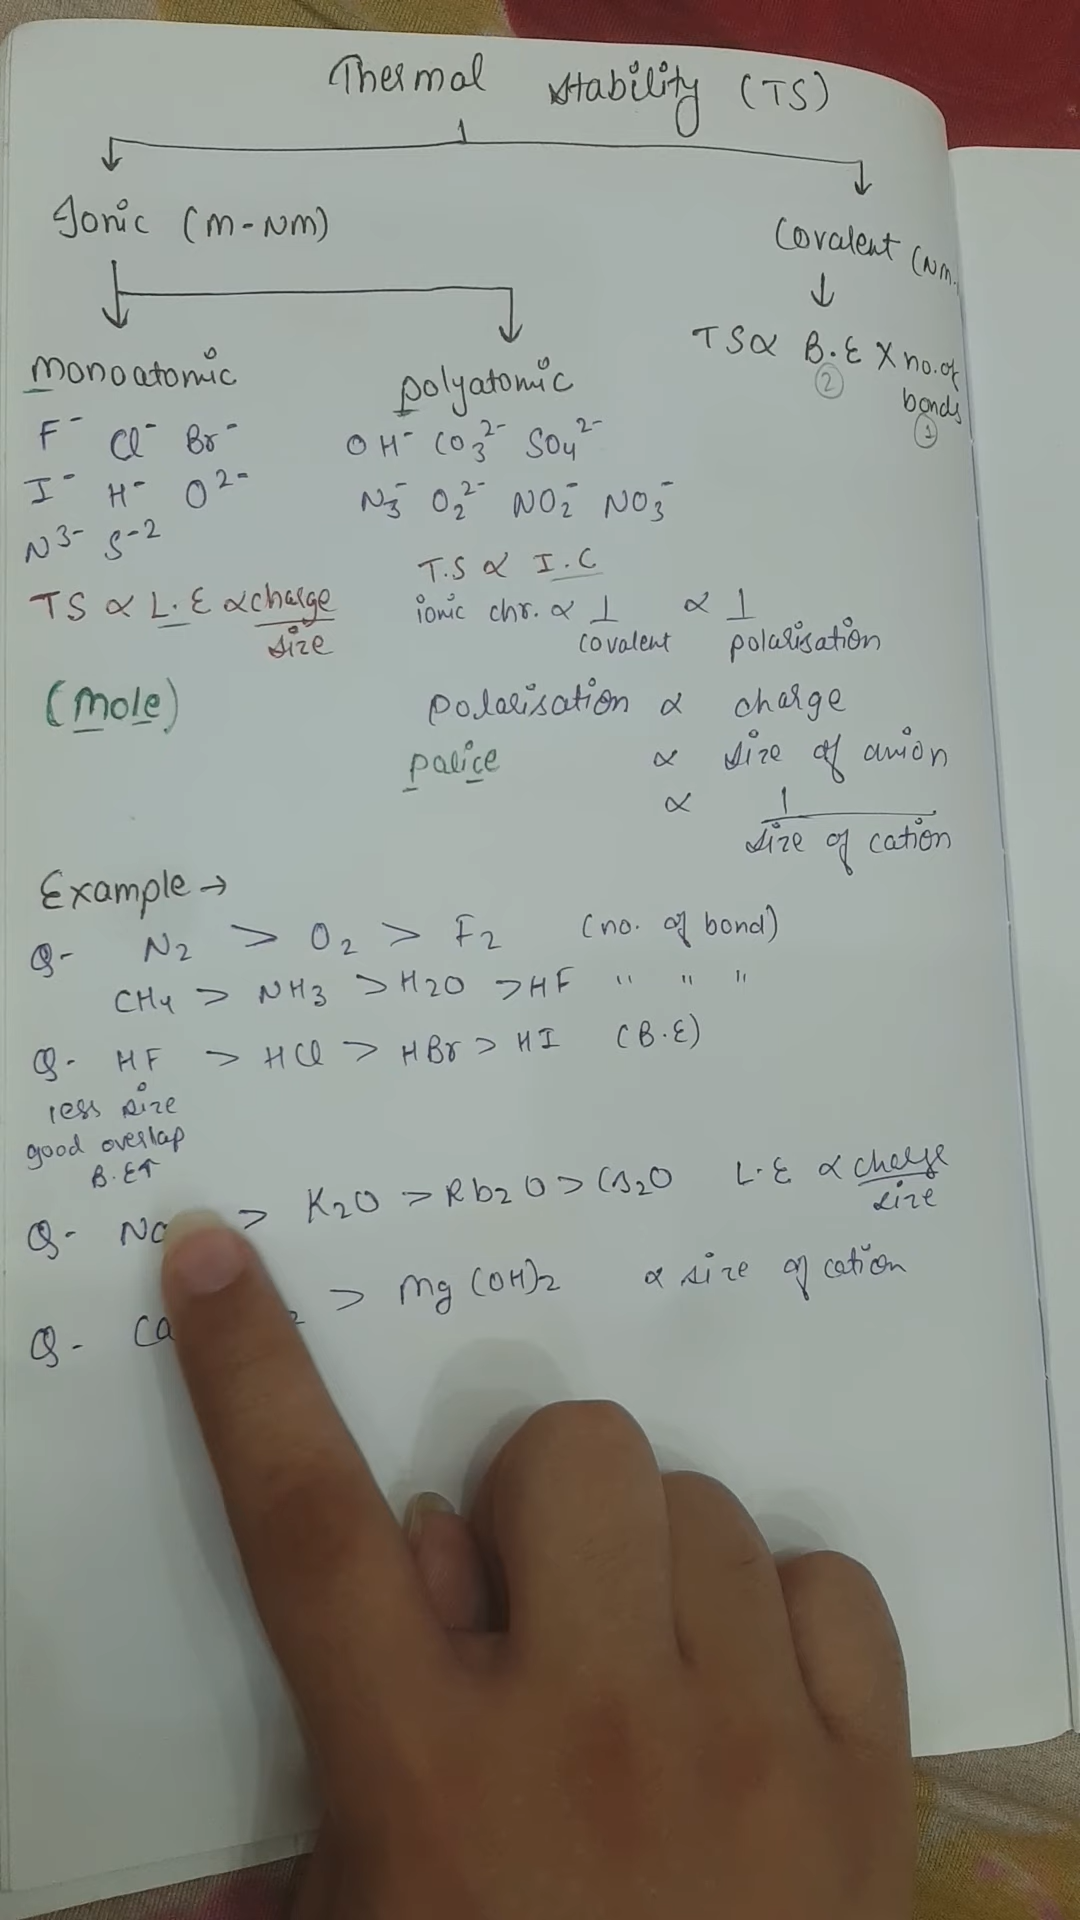 Thermal stability (TS)
Ionic (M-NM)
Covalent (NM-
TS ∝ B.E × no. of bonds
② ①
Monoatomic
F⁻ Cl⁻ Br⁻
I⁻ H⁻ O²⁻
N³⁻ S⁻²
TS ∝ L.E ∝ charge/size
(Mole)
polyatomic
OH⁻ CO₃²⁻ SO₄²⁻
N₃⁻ O₂²⁻ NO₂⁻ NO₃⁻
T.S ∝ I.C
ionic chr. ∝ 1/covalent ∝ 1/polarisation
polarisation ∝ charge
palice ∝ size of anion
∝ 1/size of cation
Example →
Q- N2 > O2 > F2 (no. of bond)
CH4 > NH3 > H2O > HF " " "
Q- HF > HCl > HBr > HI (B.E)
less size
good overlap
B.E↑
Q- Na > K2O > Rb2O > Cs2O L.E ∝ charge/size
Q- Ca 2 > Mg(OH)2 ∝ size of cation